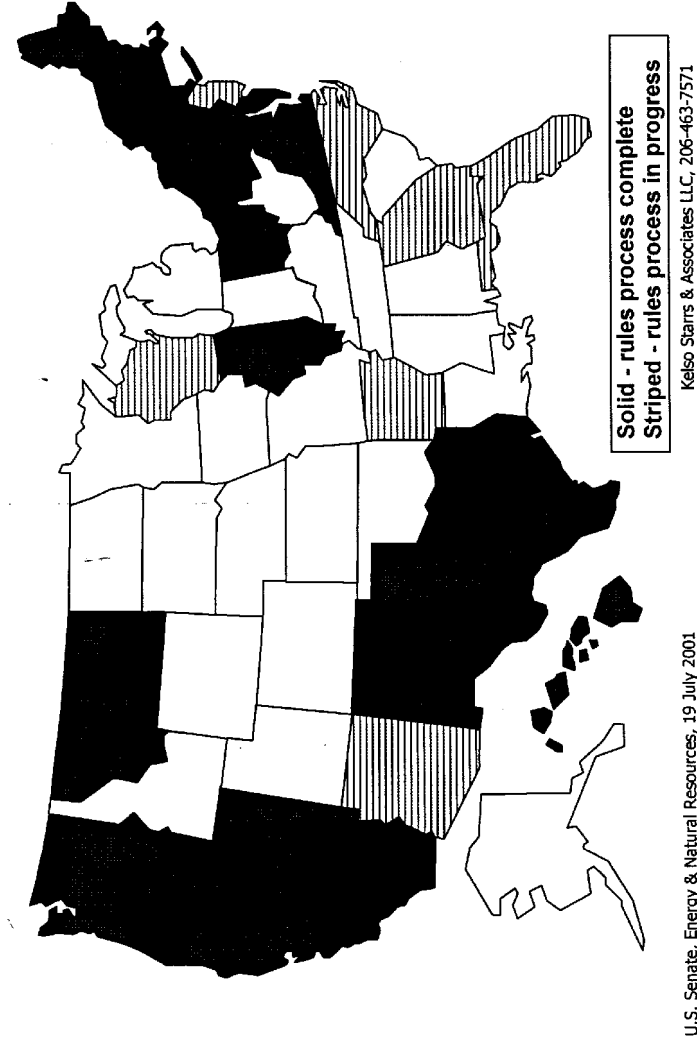 Solid - rules process complete
Striped - rules process in progress
Kelso Starrs & Associates LLC, 206-463-7571
U.S. Senate, Energy & Natural Resources, 19 July 2001